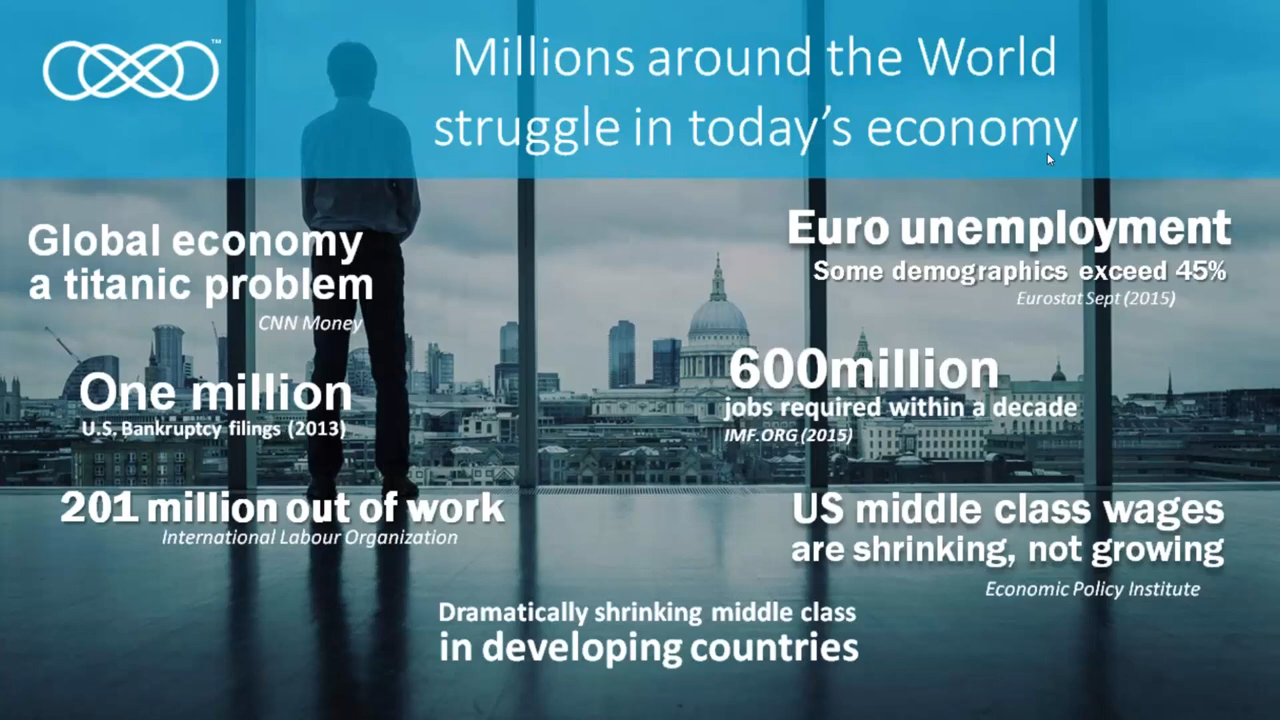 ™
Millions around the World
struggle in today's economy
Global economy
a titanic problem
CNN Money
One million
U.S. Bankruptcy filings (2013)
201 million out of work
International Labour Organization
Euro unemployment
Some demographics exceed 45%
Eurostat Sept (2015)
600million
jobs required within a decade
IMF.ORG (2015)
US middle class wages
are shrinking, not growing
Economic Policy Institute
Dramatically shrinking middle class
in developing countries